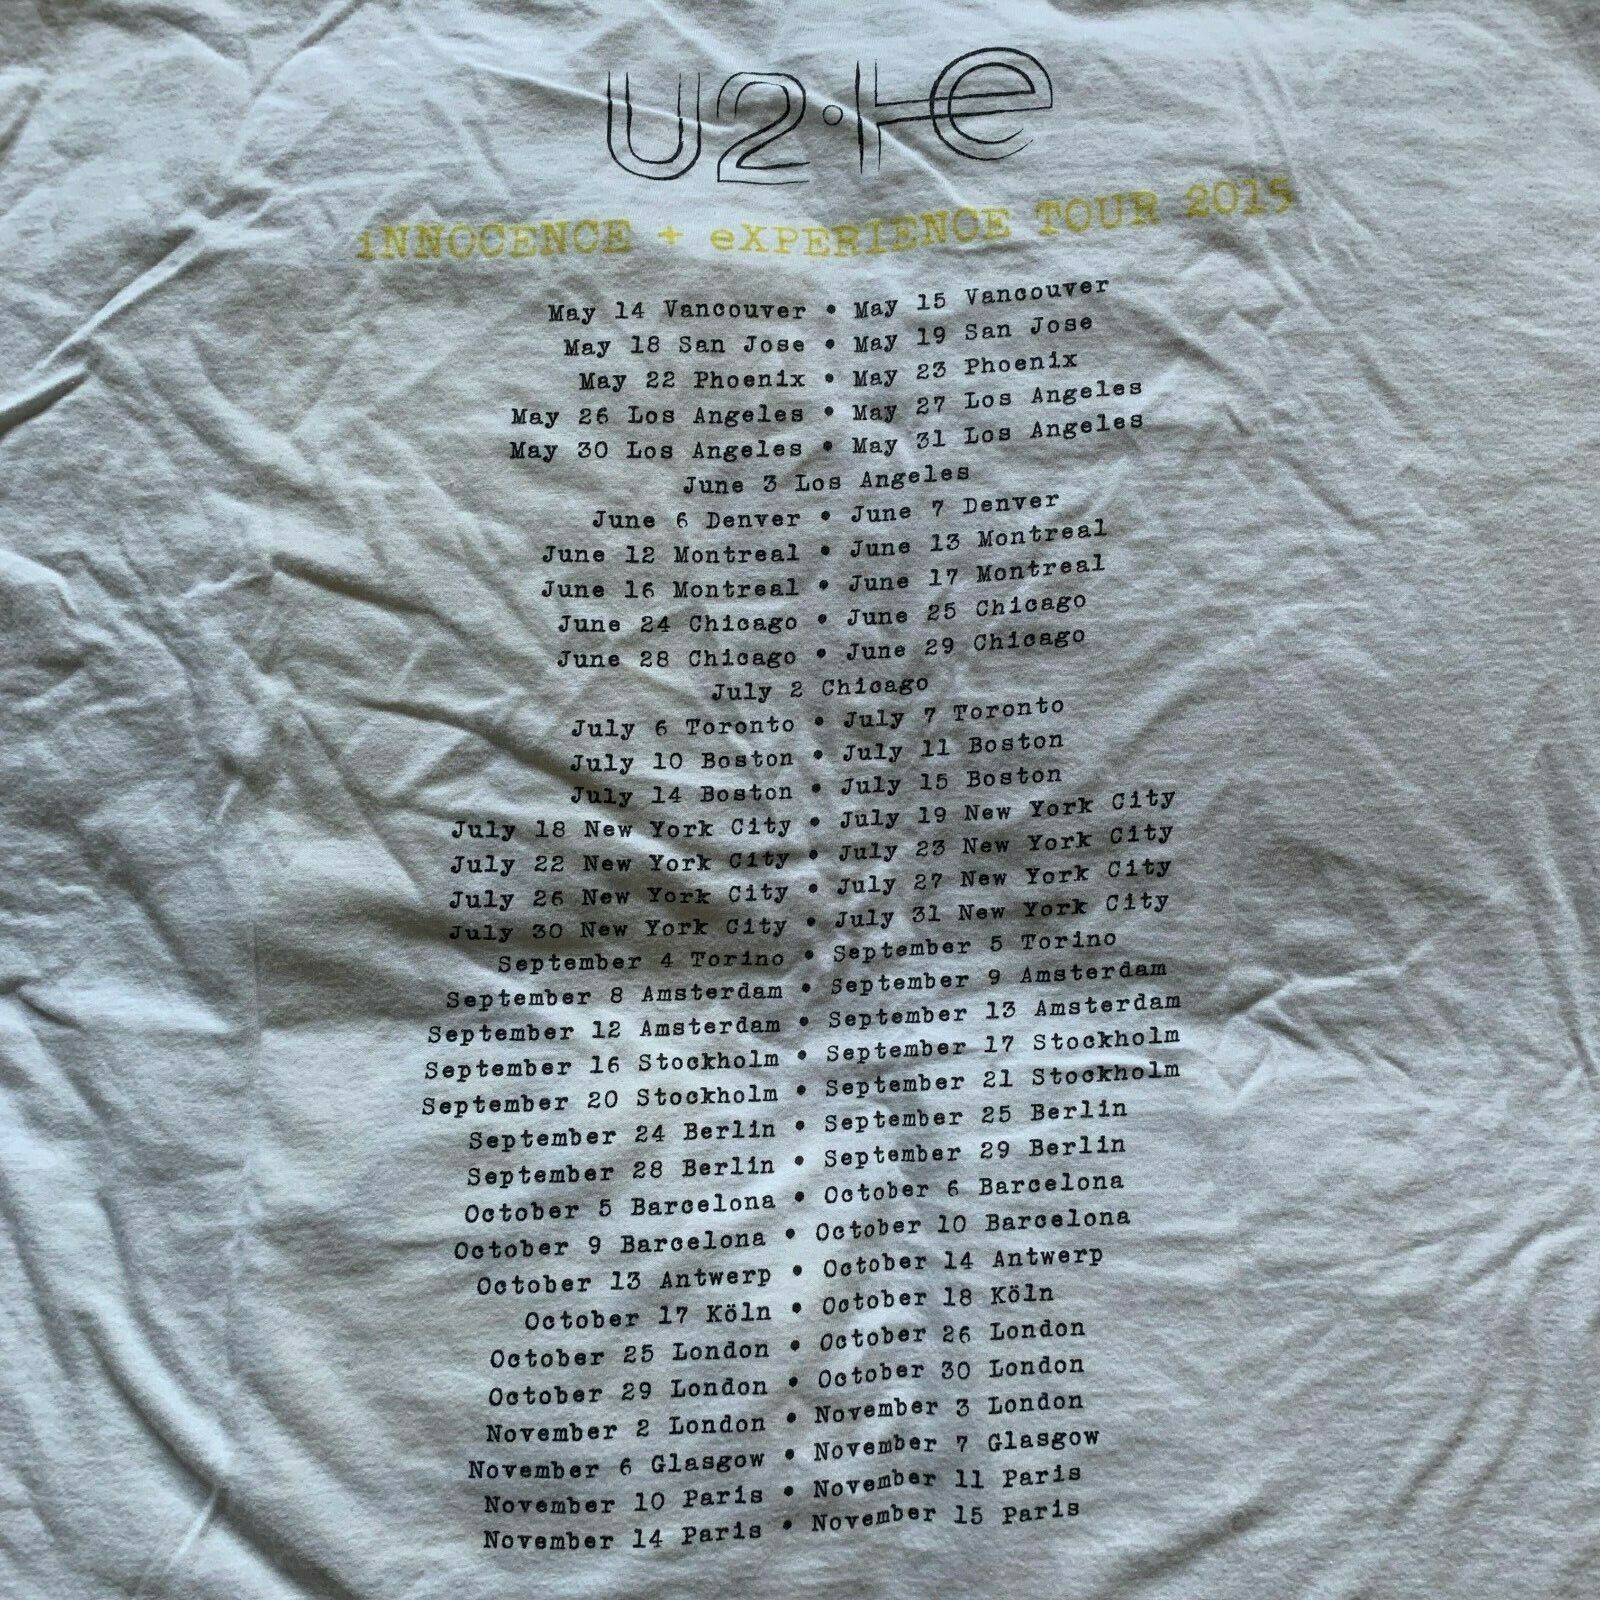 U2·ie
iNNOCENCE + eXPERIENCE TOUR 2015
May 14 Vancouver • May 15 Vancouver
May 18 San Jose • May 19 San Jose
May 22 Phoenix • May 23 Phoenix
May 26 Los Angeles • May 27 Los Angeles
May 30 Los Angeles • May 31 Los Angeles
June 3 Los Angeles
June 6 Denver • June 7 Denver
June 12 Montreal • June 13 Montreal
June 16 Montreal • June 17 Montreal
June 24 Chicago • June 25 Chicago
June 28 Chicago • June 29 Chicago
July 2 Chicago
July 6 Toronto • July 7 Toronto
July 10 Boston • July 11 Boston
July 14 Boston • July 15 Boston
July 18 New York City • July 19 New York City
July 22 New York City • July 23 New York City
July 26 New York City • July 27 New York City
July 30 New York City • July 31 New York City
September 4 Torino • September 5 Torino
September 8 Amsterdam • September 9 Amsterdam
September 12 Amsterdam • September 13 Amsterdam
September 16 Stockholm • September 17 Stockholm
September 20 Stockholm • September 21 Stockholm
September 24 Berlin • September 25 Berlin
September 28 Berlin • September 29 Berlin
October 5 Barcelona • October 6 Barcelona
October 9 Barcelona • October 10 Barcelona
October 13 Antwerp • October 14 Antwerp
October 17 Köln • October 18 Köln
October 25 London • October 26 London
October 29 London • October 30 London
November 2 London • November 3 London
November 6 Glasgow • November 7 Glasgow
November 10 Paris • November 11 Paris
November 14 Paris • November 15 Paris